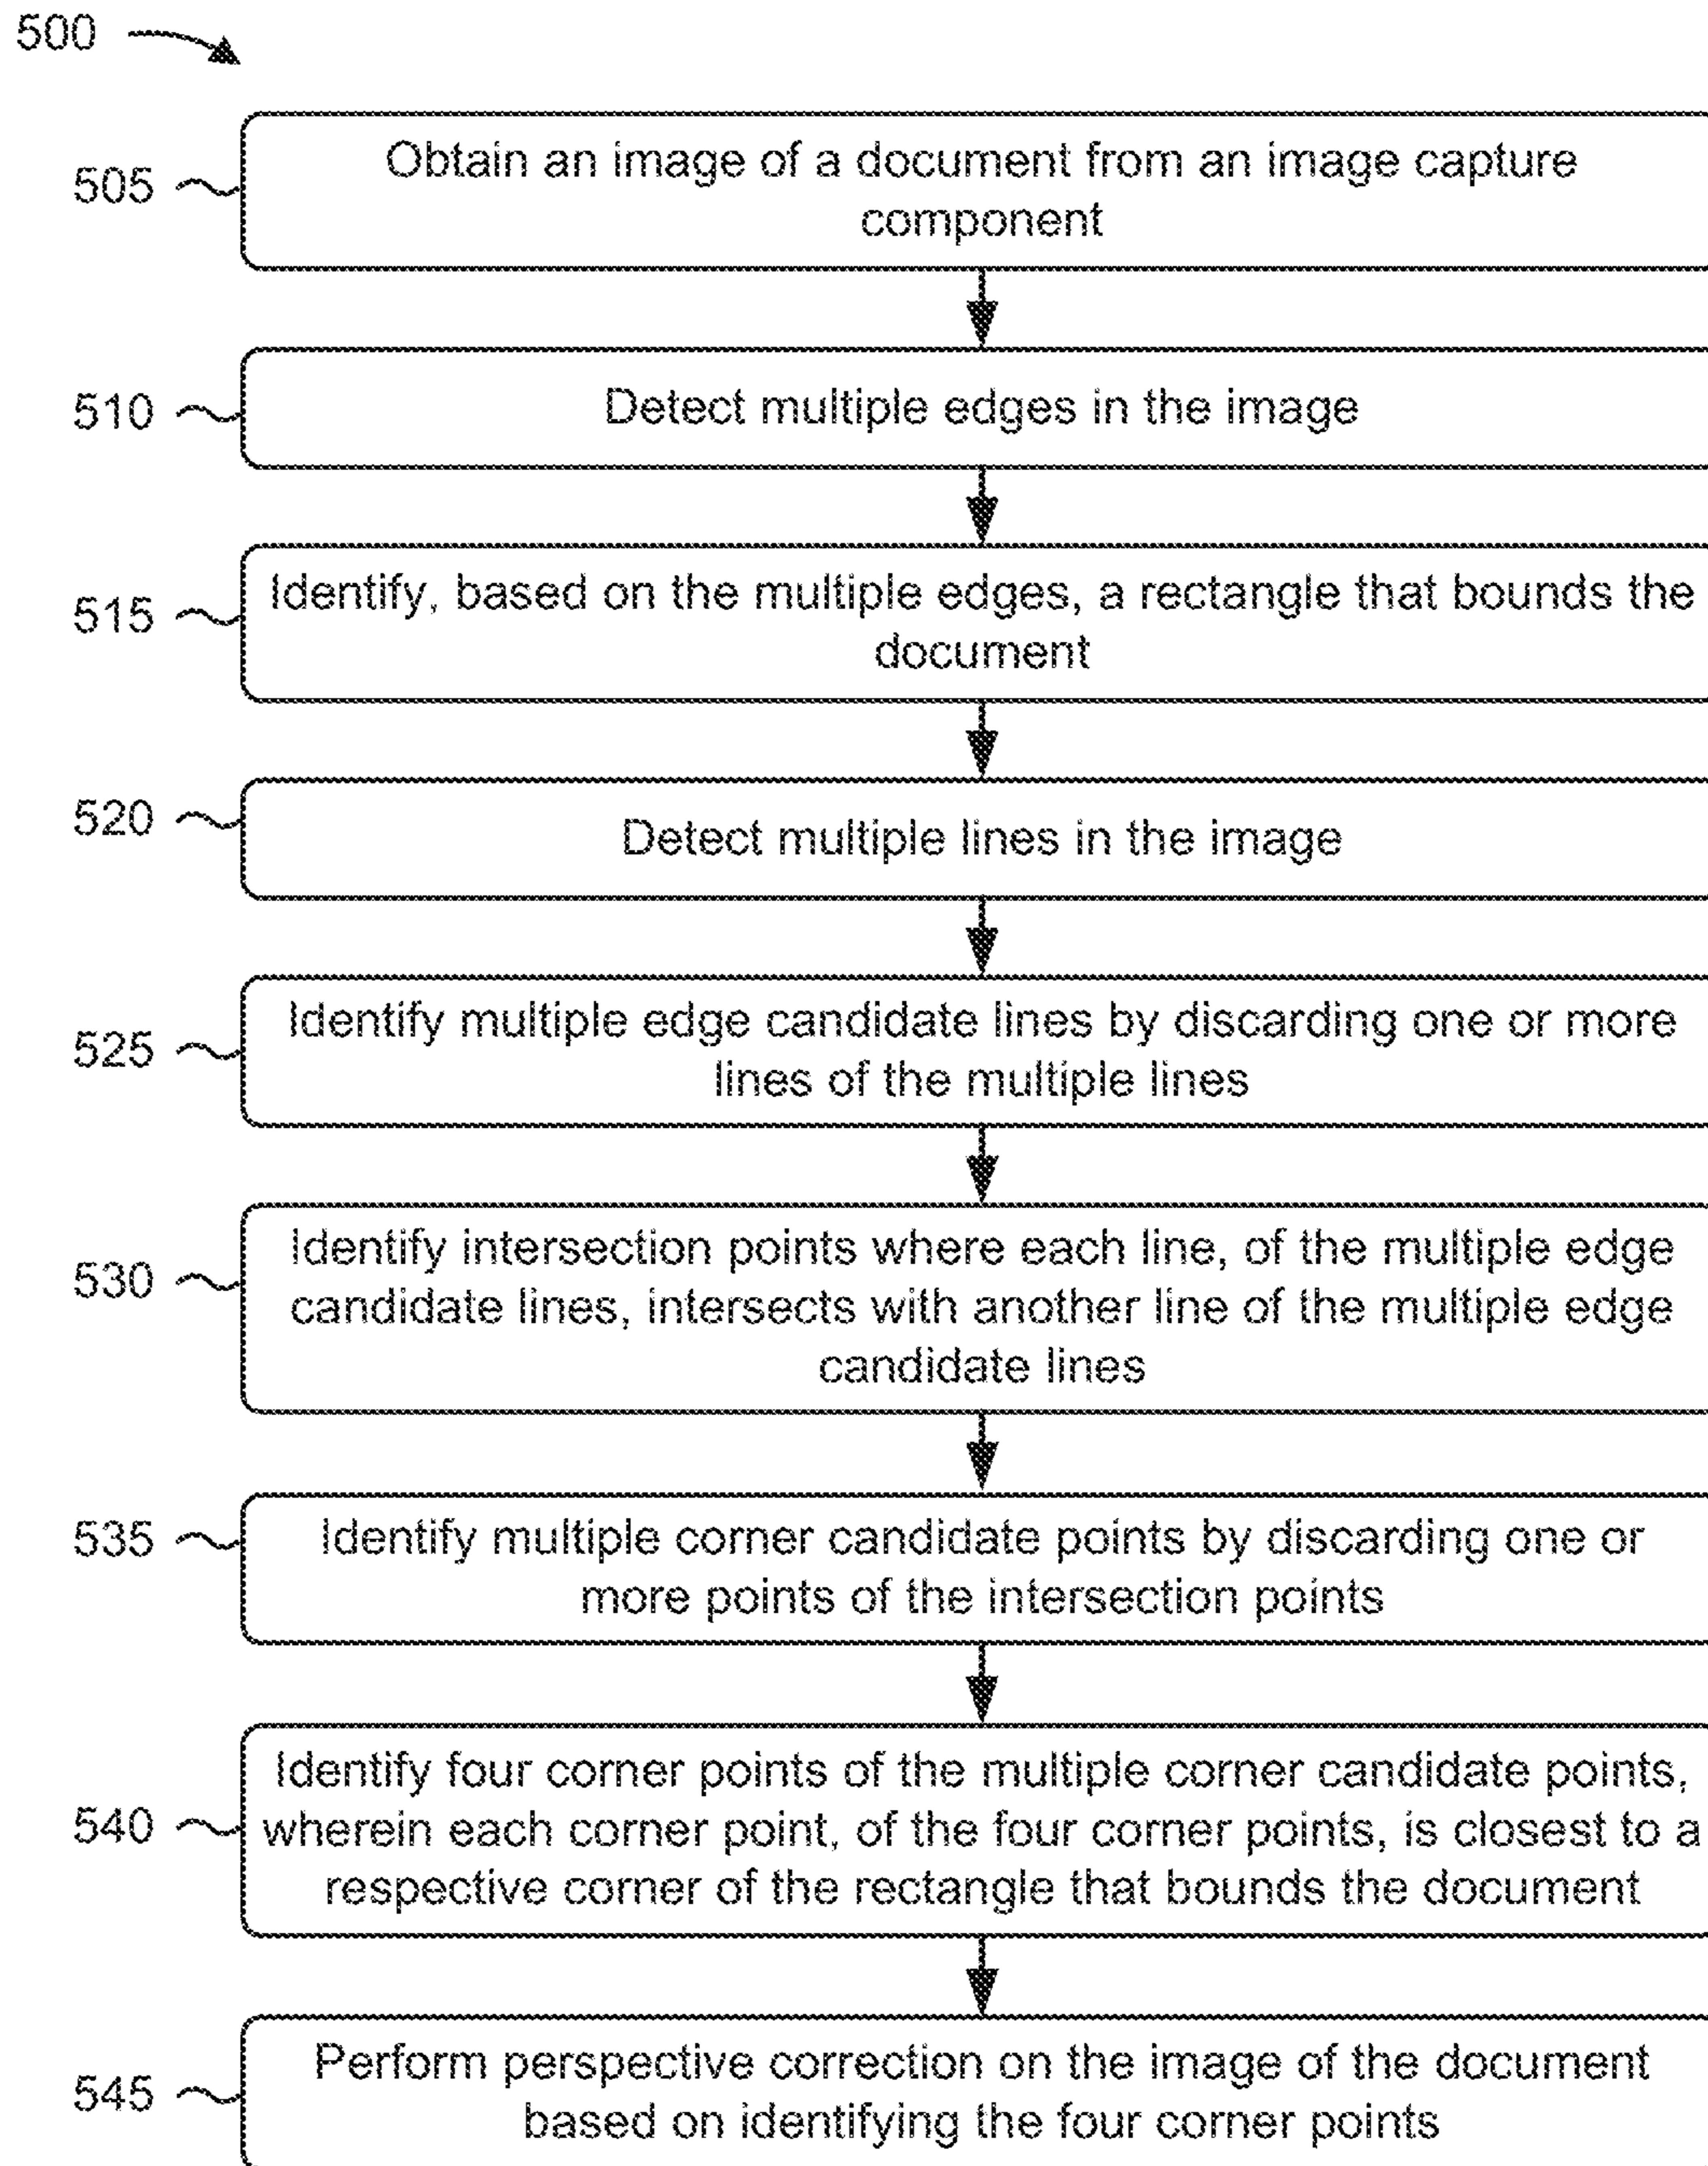 500
505
Obtain an image of a document from an image capture
component
510
Detect multiple edges in the image
515
Identify, based on the multiple edges, a rectangle that bounds the
document
520
Detect multiple lines in the image
525
Identify multiple edge candidate lines by discarding one or more
lines of the multiple lines
530
Identify intersection points where each line, of the multiple edge
candidate lines, intersects with another line of the multiple edge
candidate lines
535
Identify multiple corner candidate points by discarding one or
more points of the intersection points
540
Identify four corner points of the multiple corner candidate points,
wherein each corner point, of the four corner points, is closest to a
respective corner of the rectangle that bounds the document
545
Perform perspective correction on the image of the document
based on identifying the four corner points